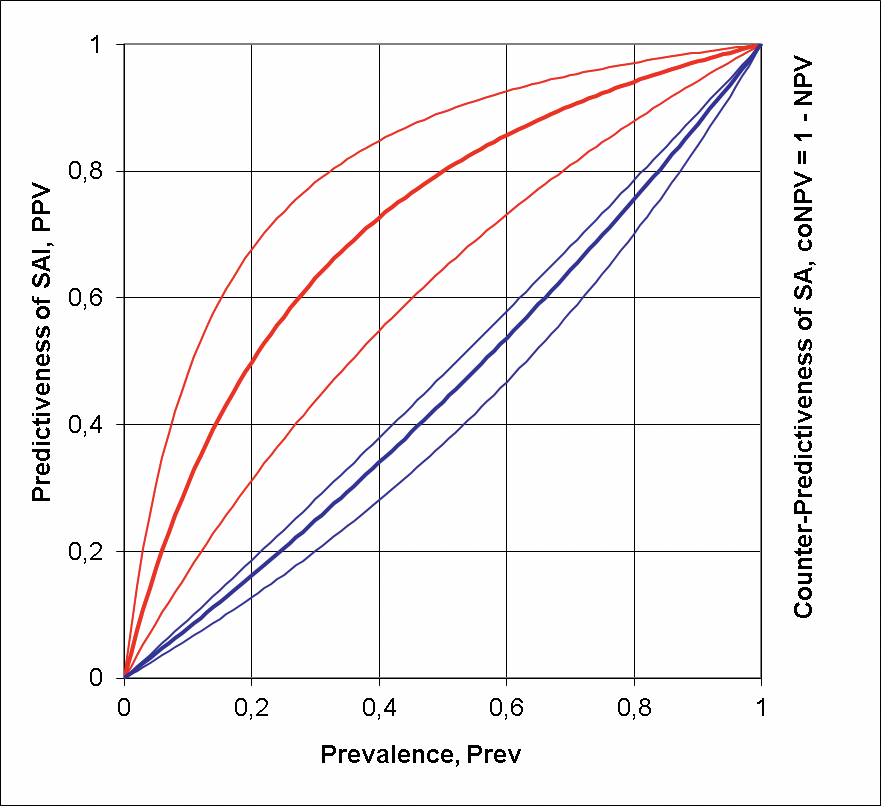 Predictiveness of SAI, PPV
1
0,8
0,6
0,4
0,2
0
0 0,2 0,4 0,6 0,8 1
Prevalence, Prev
Counter-Predictiveness of SA, coNPV = 1 - NPV